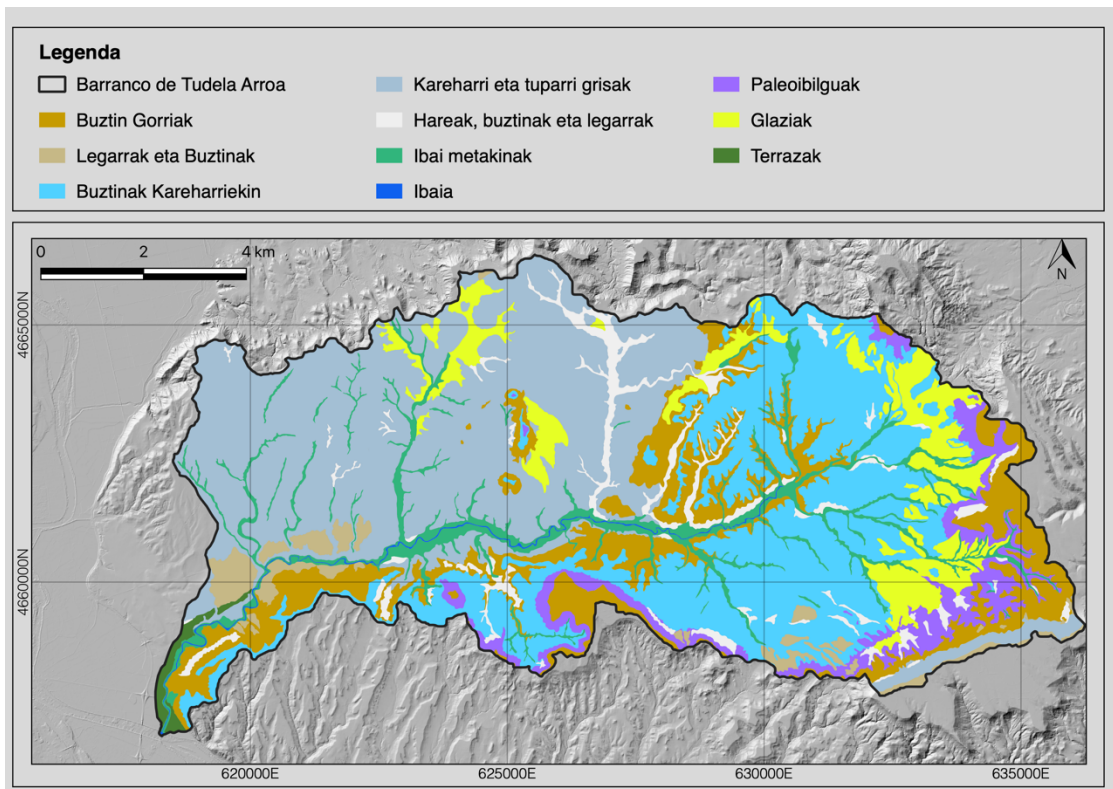 Legenda
Barranco de Tudela Arroa
Buztin Gorriak
Legarrak eta Buztinak
Buztinak Kareharriekin
Kareharri eta tuparri grisak
Hareak, buztinak eta legarrak
Ibai metakinak
Ibaia
Paleoibilguak
Glaziak
Terrazak
0 2 4 km
N
4665000N
4660000N
620000E 625000E 630000E 635000E